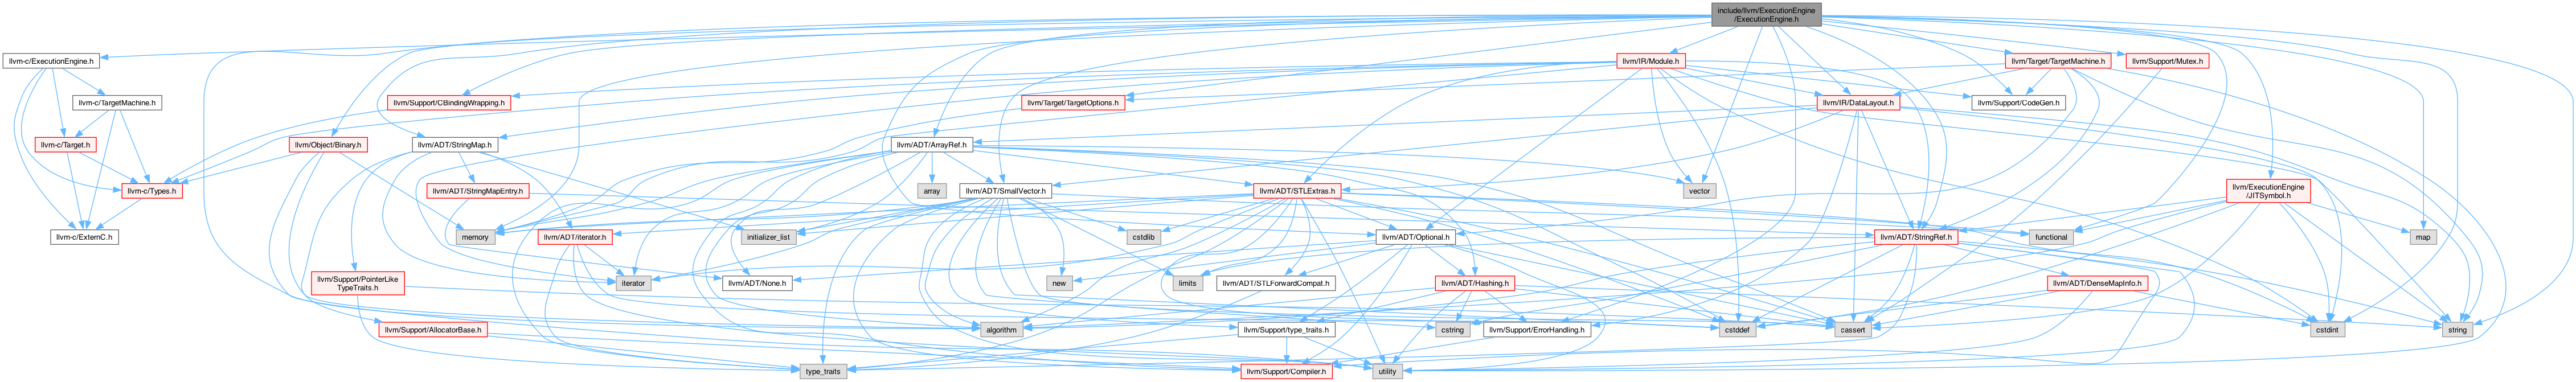 include/llvm/ExecutionEngine
/ExecutionEngine.h
llvm-c/ExecutionEngine.h
llvm/IR/Module.h
llvm/Target/TargetMachine.h
llvm/Support/Mutex.h
llvm-c/TargetMachine.h
llvm/Support/CBindingWrapping.h
llvm/Target/TargetOptions.h
llvm/IR/DataLayout.h
llvm/Support/CodeGen.h
llvm-c/Target.h
llvm/Object/Binary.h
llvm/ADT/StringMap.h
llvm/ADT/ArrayRef.h
llvm-c/Types.h
llvm/ADT/StringMapEntry.h
array
llvm/ADT/SmallVector.h
llvm/ADT/STLExtras.h
vector
llvm/ExecutionEngine
/JITSymbol.h
llvm-c/ExternC.h
memory
llvm/ADT/iterator.h
initializer_list
cstdlib
llvm/ADT/Optional.h
llvm/ADT/StringRef.h
functional
map
llvm/Support/PointerLike
TypeTraits.h
iterator
llvm/ADT/None.h
new
limits
llvm/ADT/STLForwardCompat.h
llvm/ADT/Hashing.h
llvm/ADT/DenseMapInfo.h
llvm/Support/AllocatorBase.h
algorithm
llvm/Support/type_traits.h
cstring
llvm/Support/ErrorHandling.h
cstddef
cassert
cstdint
string
type_traits
llvm/Support/Compiler.h
utility